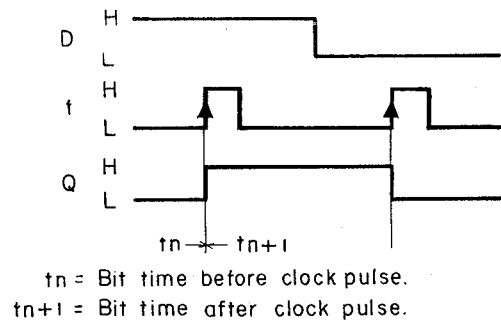 H
D
L
H
t
L
H
Q
L
tn tn+1
tn = Bit time before clock pulse.
tn+1 = Bit time after clock pulse.